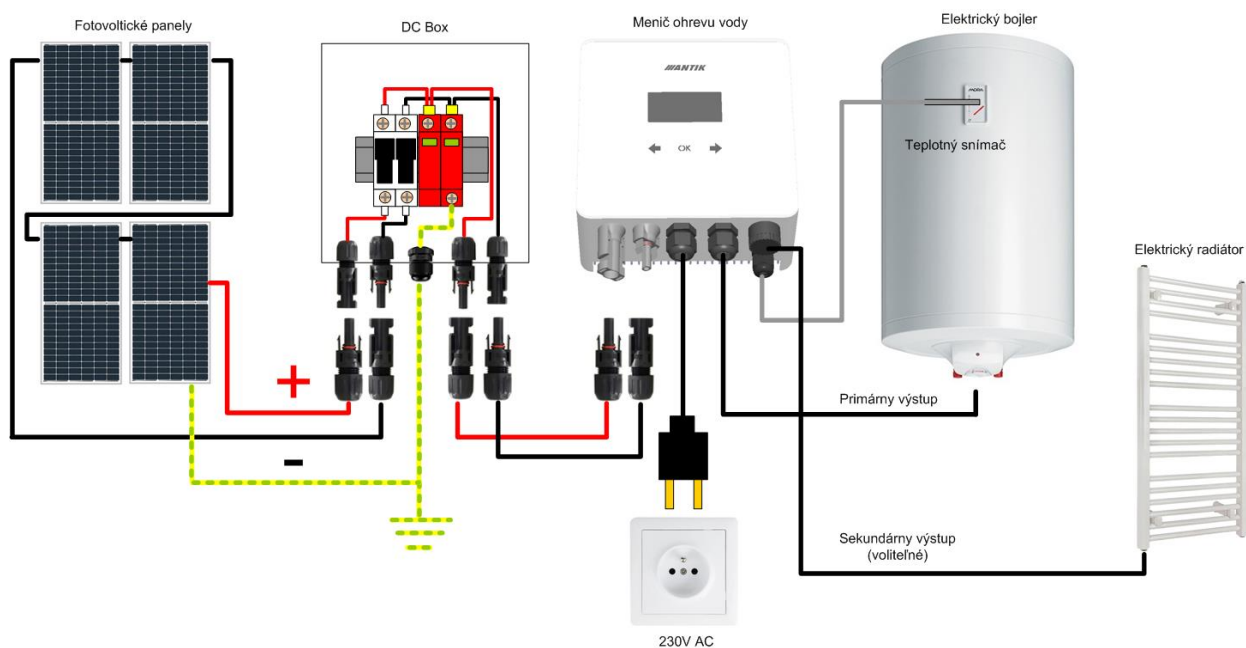 Fotovoltické panely
DC Box
Menič ohrevu vody
Elektrický bojler
ANTIK
OK
MORA
Teplotný snímač
Elektrický radiátor
+
-
Primárny výstup
Sekundárny výstup
(voliteľné)
230V AC